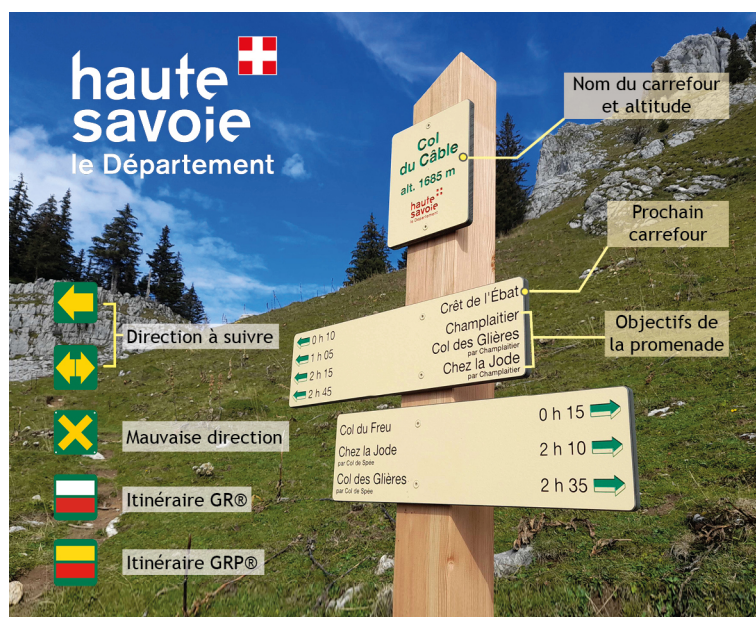 haute
savoie
le Département
Nom du carrefour
et altitude
Col
du Câble
alt. 1685 m
haute
savoie
le Département
Prochain
carrefour
Crêt de l'Ébat
Champlaitier
Col des Glières
par Champlaitier
Chez la Jode
par Champlaitier
0 h 10
1 h 05
2 h 15
2 h 45
Objectifs de
la promenade
Direction à suivre
Col du Freu
0 h 15
Chez la Jode
par Col de Spée
2 h 10
Col des Glières
par Col de Spée
2 h 35
Mauvaise direction
Itinéraire GR®
Itinéraire GRP®